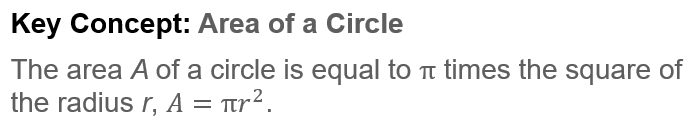 Key Concept: Area of a Circle
The area A of a circle is equal to π times the square of
the radius r, A = πr².